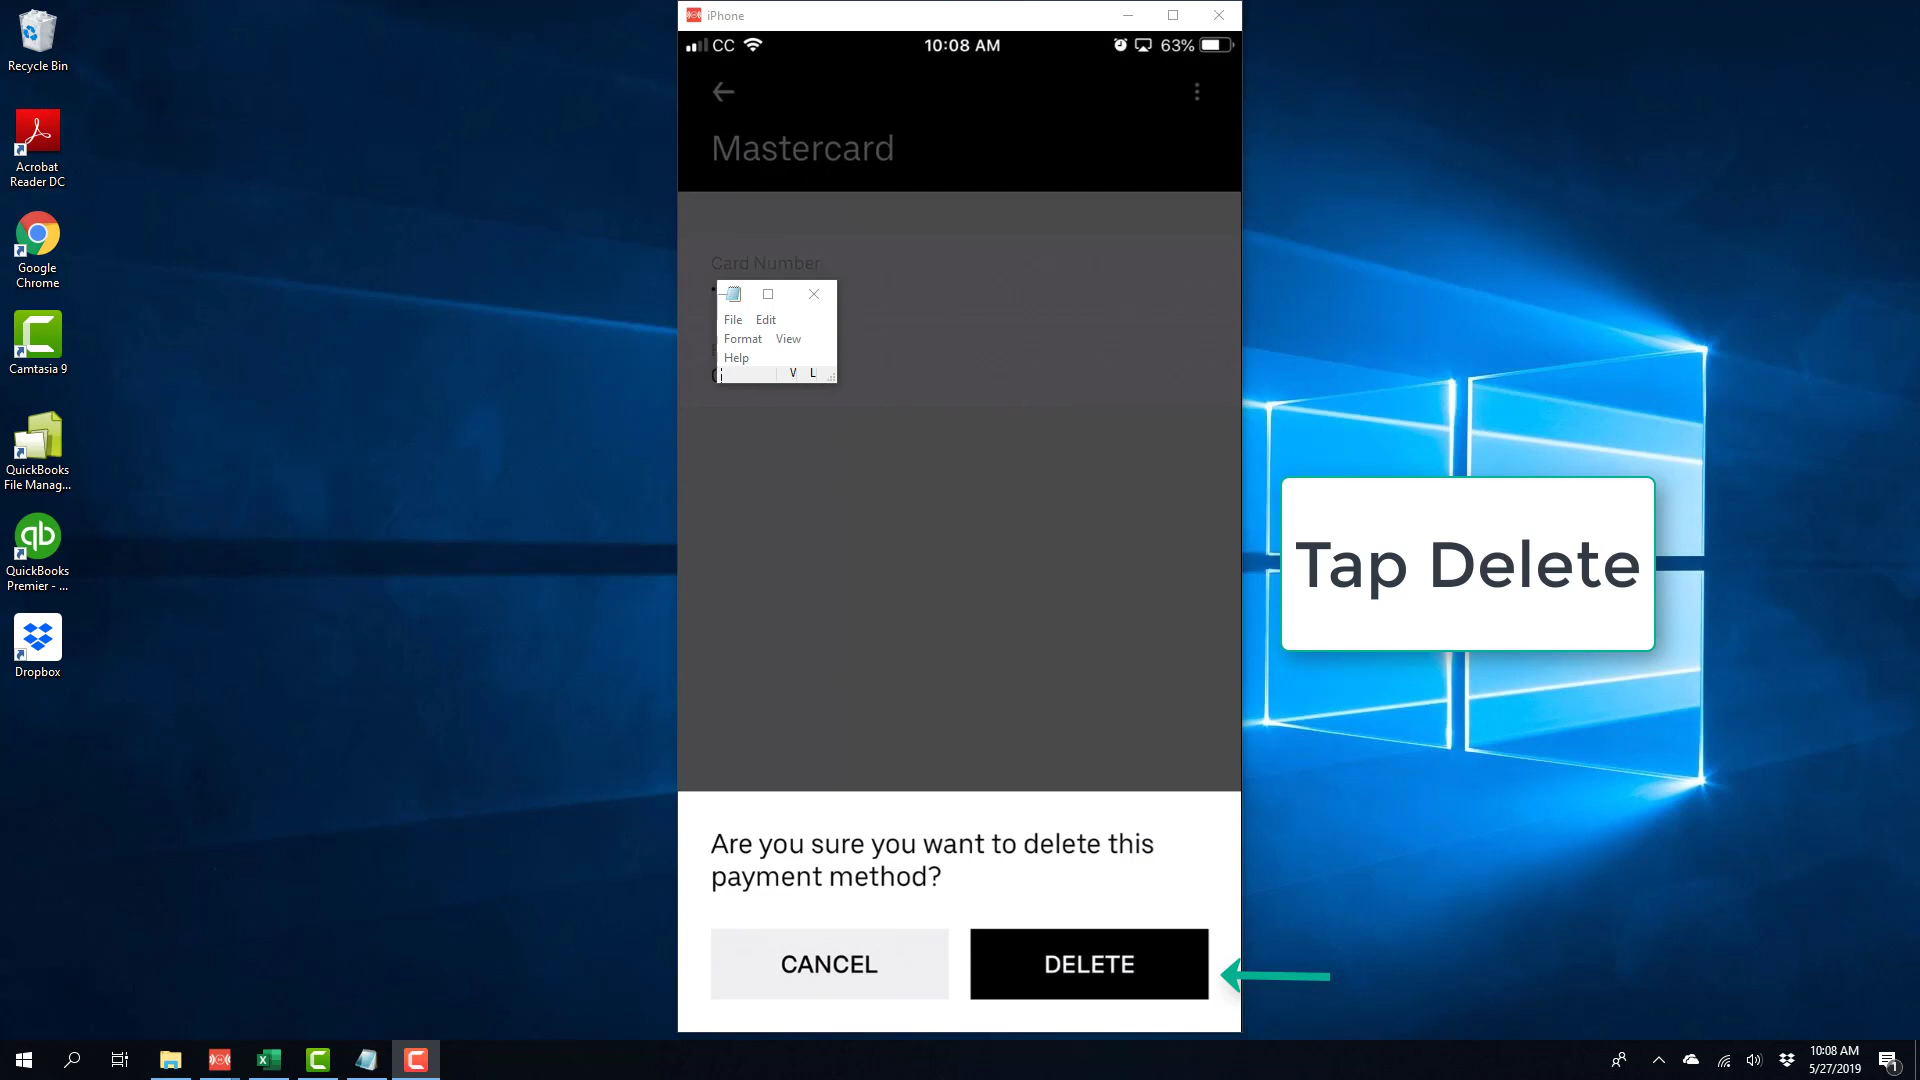 Recycle Bin
Acrobat
Reader DC
Google
Chrome
Camtasia 9
QuickBooks
File Manag...
QuickBooks
Premier - ...
Dropbox
iPhone
CC
10:08 AM
63%
Mastercard
Card Number
File Edit
Format View
Help
Tap Delete
Are you sure you want to delete this
payment method?
CANCEL
DELETE
10:08 AM
5/27/2019
1